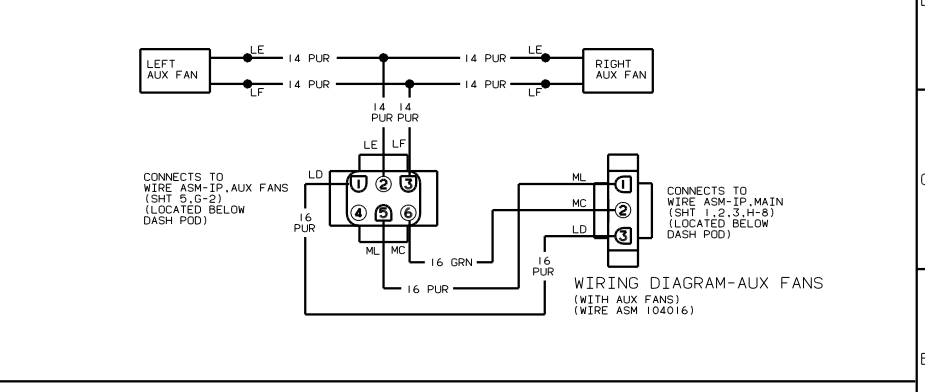 LE
LE
LEFT
AUX FAN
14 PUR
14 PUR
RIGHT
AUX FAN
14 PUR
14 PUR
LF
LF
14
PUR
14
PUR
LE
LF
CONNECTS TO
WIRE ASM-IP,AUX FANS
(SHT 5,G-2)
(LOCATED BELOW
DASH POD)
LD
1
2
3
4
5
6
16
PUR
ML
MC
16 GRN
16 PUR
ML
MC
LD
1
2
3
16
PUR
CONNECTS TO
WIRE ASM-IP,MAIN
(SHT 1,2,3,H-8)
(LOCATED BELOW
DASH POD)
WIRING DIAGRAM-AUX FANS
(WITH AUX FANS)
(WIRE ASM 104016)